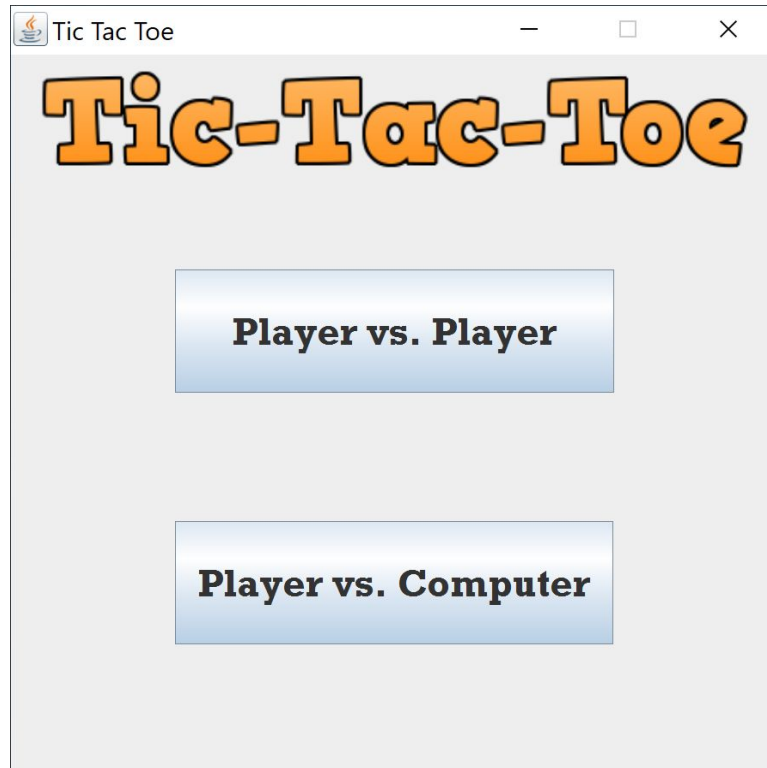 Tic Tac Toe
Tic-Tac-Toe
Player vs. Player
Player vs. Computer